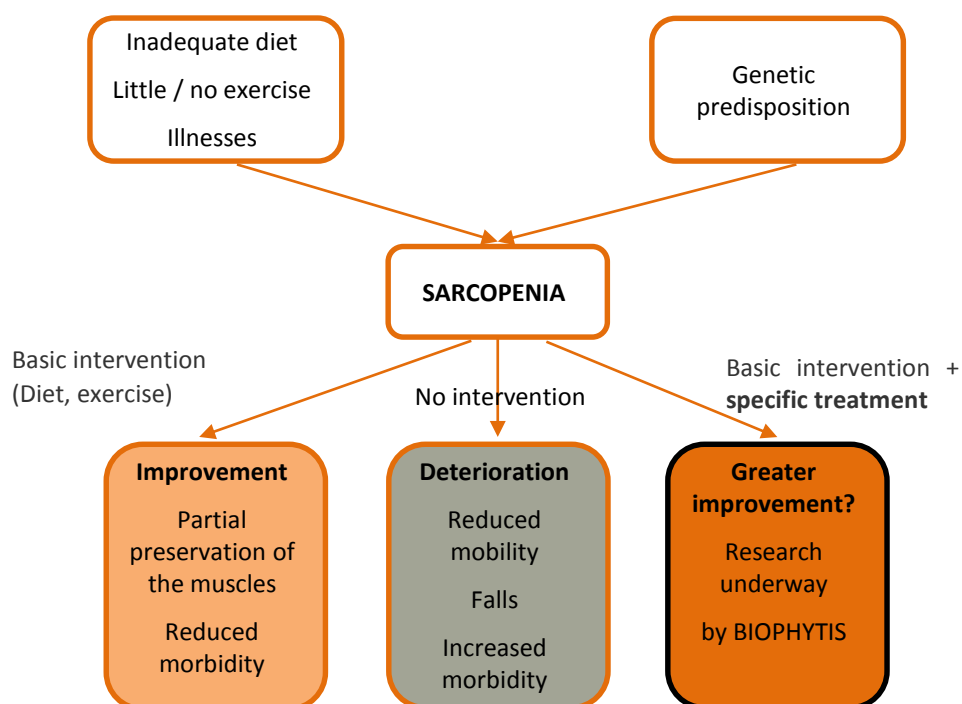 Inadequate diet
Little / no exercise
Illnesses
Genetic
predisposition
SARCOPENIA
Basic intervention
(Diet, exercise)
No intervention
Basic intervention +
specific treatment
Improvement
Partial
preservation of
the muscles
Reduced
morbidity
Deterioration
Reduced
mobility
Falls
Increased
morbidity
Greater
improvement?
Research
underway
by BIOPHYTIS